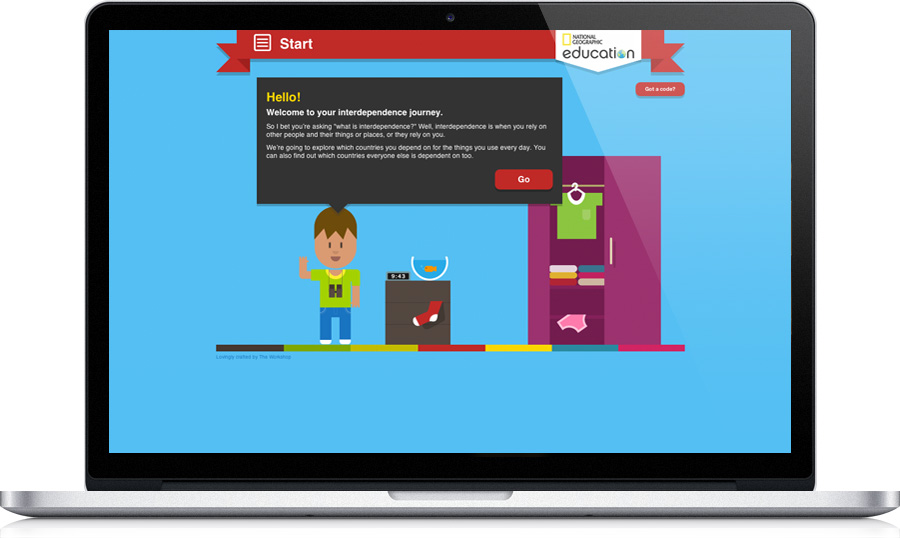 Start
NATIONAL
GEOGRAPHIC
education
Got a code?
Hello!
Welcome to your interdependence journey.
So I bet you're asking "what is interdependence?" Well, interdependence is when you rely on
other people and their things or places, or they rely on you.
We're going to explore which countries you depend on for the things you use every day. You
can also find out which countries everyone else is dependent on too.
Go
9:43
H
Lovingly crafted by The Workshop